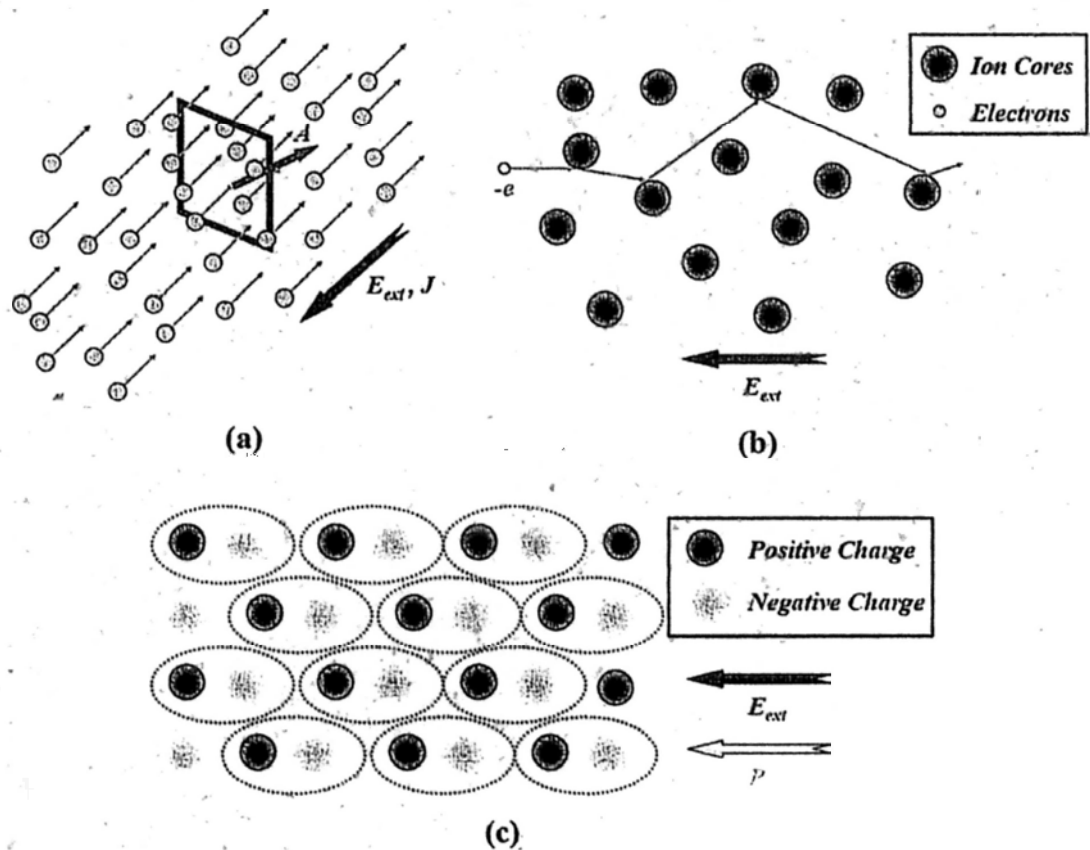 A
E_ext, J
(a)
Ion Cores
Electrons
-e
E_ext
(b)
Positive Charge
Negative Charge
E_ext
P
(c)